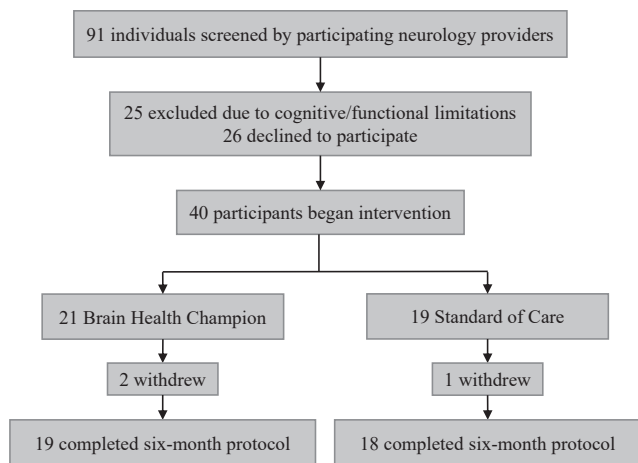 91 individuals screened by participating neurology providers
25 excluded due to cognitive/functional limitations
26 declined to participate
40 participants began intervention
21 Brain Health Champion
19 Standard of Care
2 withdrew
1 withdrew
19 completed six-month protocol
18 completed six-month protocol